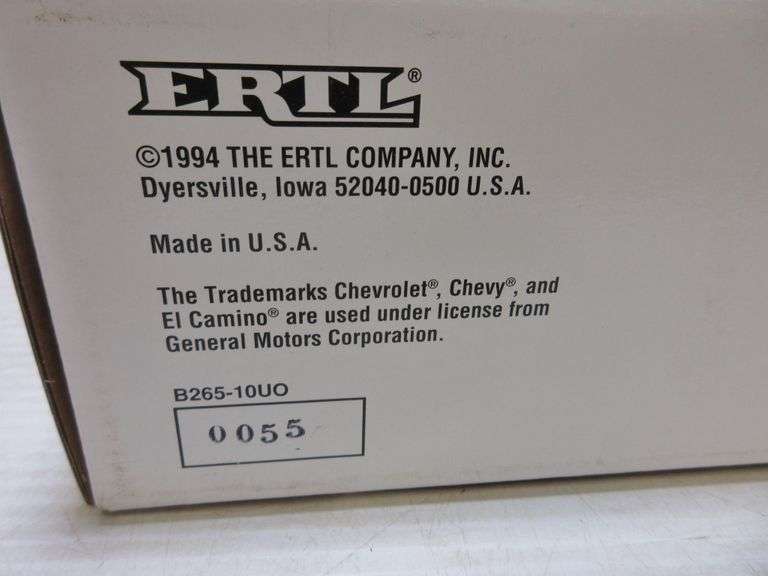 ERTL®
©1994 THE ERTL COMPANY, INC.
Dyersville, Iowa 52040-0500 U.S.A.
Made in U.S.A.
The Trademarks Chevrolet®, Chevy®, and
El Camino® are used under license from
General Motors Corporation.
B265-10UO
0055